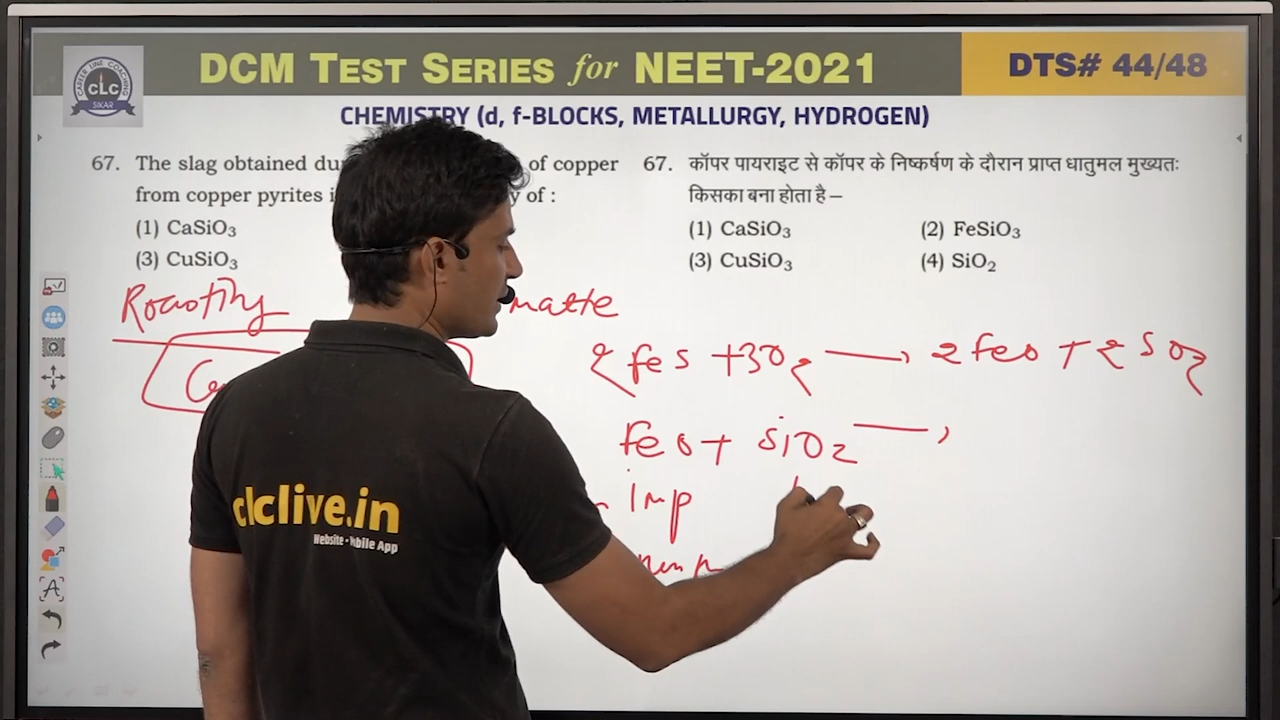 DCM TEST SERIES for NEET-2021
DTS# 44/48
CAREER LINE COACHING
CLC
SIKAR
CHEMISTRY (d, f-BLOCKS, METALLURGY, HYDROGEN)
67. The slag obtained of copper
from copper pyrites of :
(1) CaSiO3
(3) CuSiO3
67. कॉपर पायराइट से कॉपर के निष्कर्षण के दौरान प्राप्त धातुमल मुख्यतः
किसका बना होता है –
(1) CaSiO3 (2) FeSiO3
(3) CuSiO3 (4) SiO2
Roasting matte
2FeS + 3O2 → 2FeO + 2SO2
FeO + SiO2 →
Imp
clclive.in
Website - Mobile App